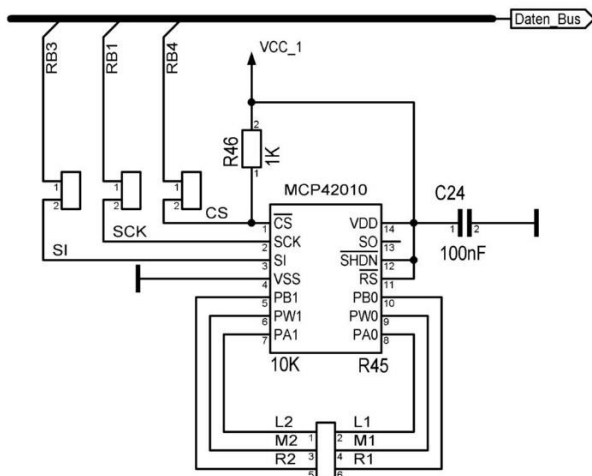 Daten_Bus
RB3
RB1
RB4
VCC_1
2
R46
1K
1
1
2
1
2
1
2
MCP42010
C24
CS
CS
VDD
1
14
1
2
SCK
SCK
SO
2
13
100nF
SI
SI
SHDN
3
12
VSS
RS
4
11
PB1
PB0
5
10
PW1
PW0
6
9
PA1
PA0
7
8
10K
R45
L2
L1
1
2
M2
M1
3
4
R2
R1
5
6